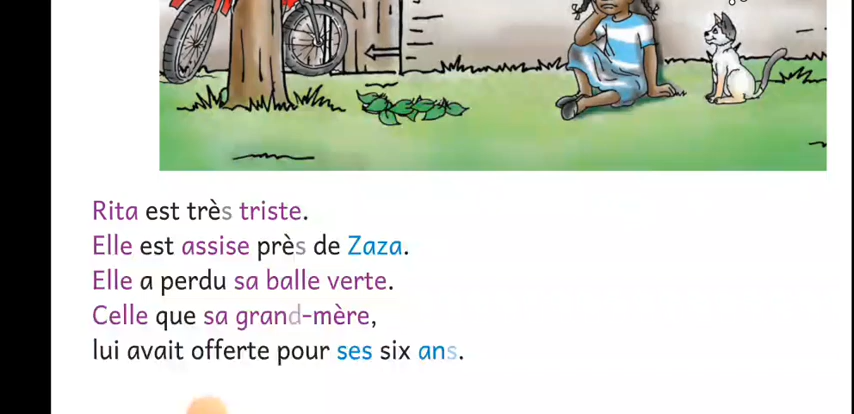 Rita est très triste.
Elle est assise près de Zaza.
Elle a perdu sa balle verte.
Celle que sa grand-mère,
lui avait offerte pour ses six ans.